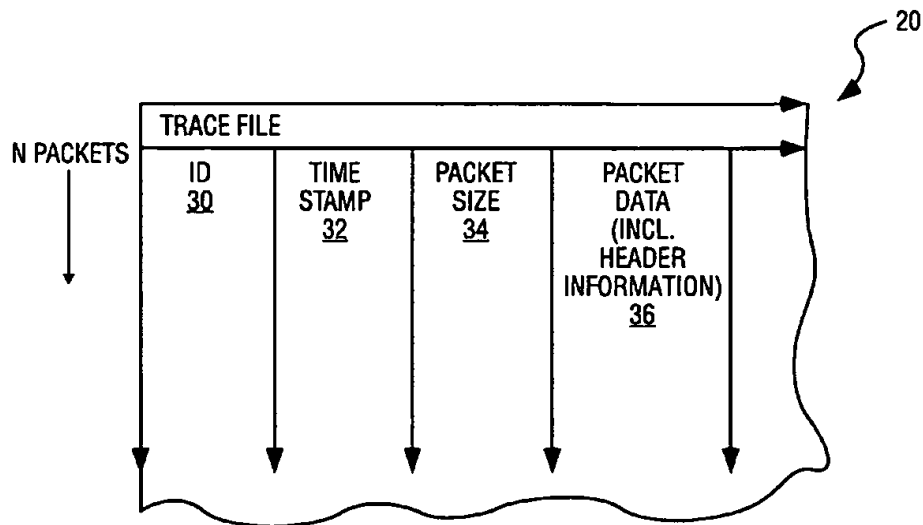 20
TRACE FILE
N PACKETS
ID
30
TIME
STAMP
32
PACKET
SIZE
34
PACKET
DATA
(INCL.
HEADER
INFORMATION)
36